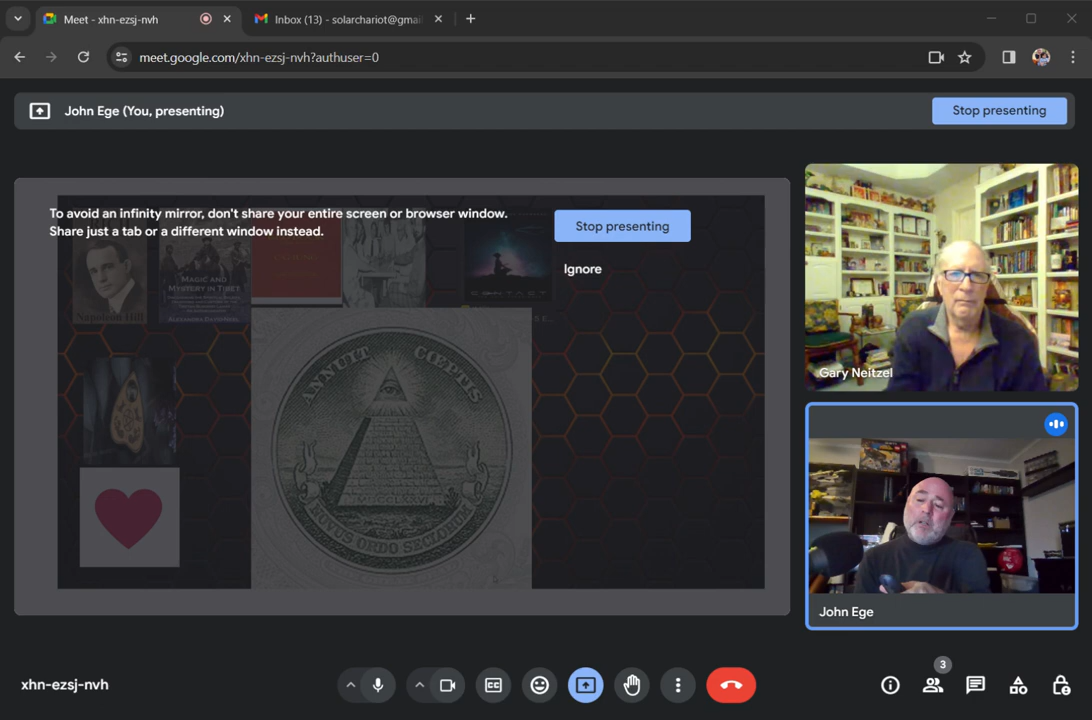 Meet - xhn-ezsj-nvh
Inbox (13) - solarchariot@gmai
meet.google.com/xhn-ezsj-nvh?authuser=0
John Ege (You, presenting)
Stop presenting
To avoid an infinity mirror, don't share your entire screen or browser window.
Share just a tab or a different window instead.
Stop presenting
Ignore
Napoleon Hill
MAGIC AND
MYSTERY IN TIBET
ALEXANDRA DAVID-NEEL
CONTACT
ANNUIT CŒPTIS
MDCCLXXVI
NOVUS ORDO SECLORUM
Gary Neitzel
John Ege
xhn-ezsj-nvh
CC
3